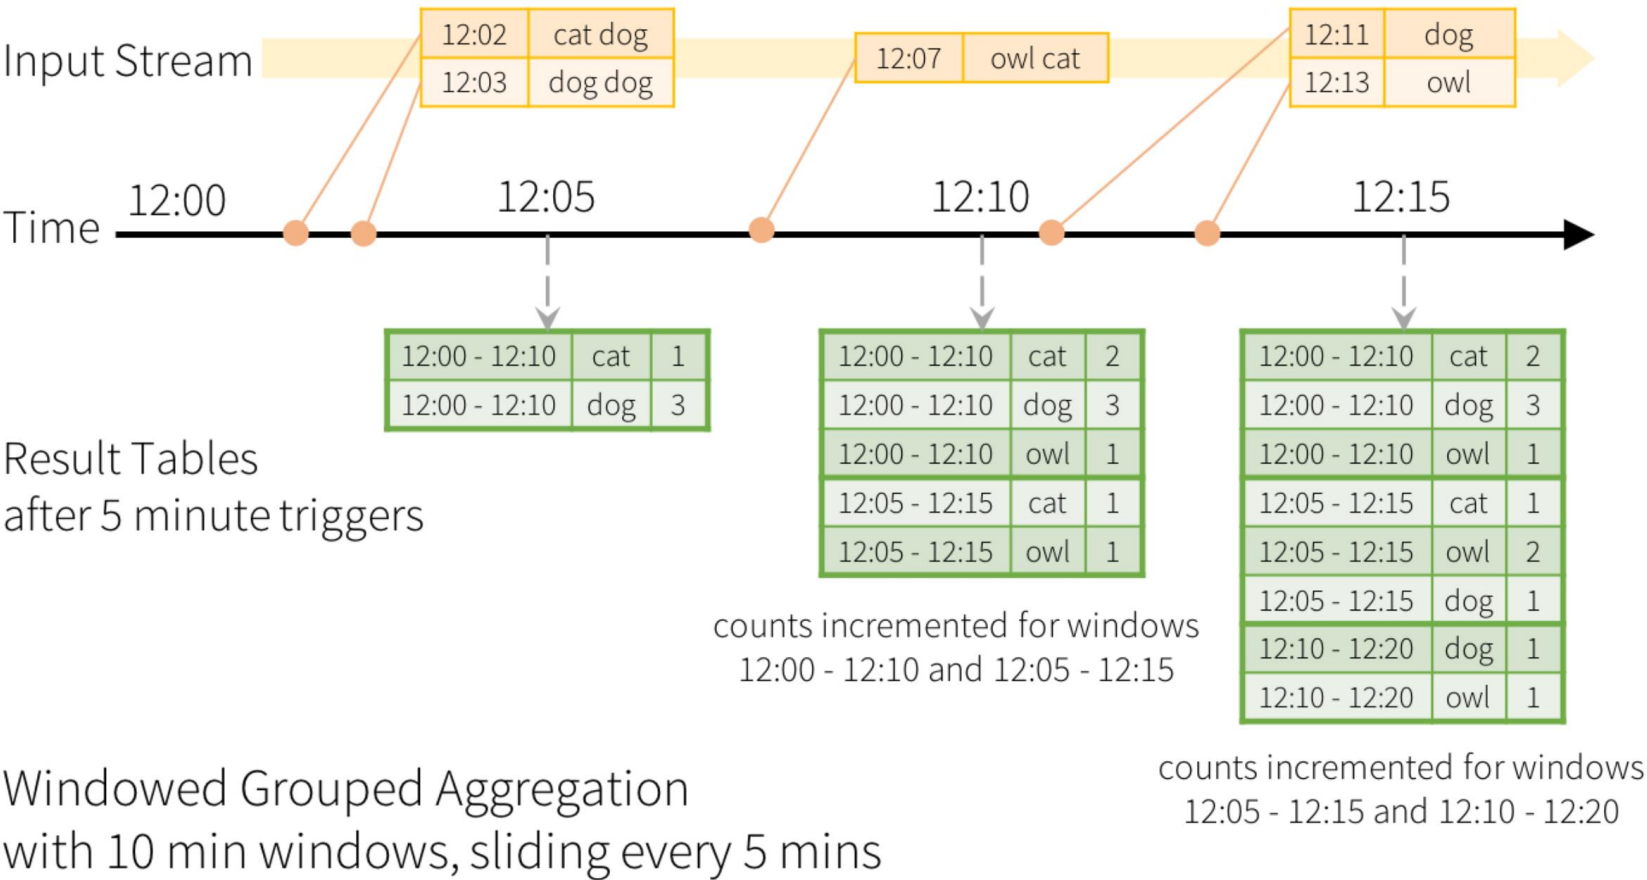 Input Stream
12:02 cat dog
12:03 dog dog
12:07 owl cat
12:11 dog
12:13 owl
Time
12:00 12:05 12:10 12:15
12:00 - 12:10 cat 1
12:00 - 12:10 dog 3
12:00 - 12:10 cat 2
12:00 - 12:10 dog 3
12:00 - 12:10 owl 1
12:05 - 12:15 cat 1
12:05 - 12:15 owl 1
12:00 - 12:10 cat 2
12:00 - 12:10 dog 3
12:00 - 12:10 owl 1
12:05 - 12:15 cat 1
12:05 - 12:15 owl 2
12:05 - 12:15 dog 1
12:10 - 12:20 dog 1
12:10 - 12:20 owl 1
Result Tables
after 5 minute triggers
counts incremented for windows
12:00 - 12:10 and 12:05 - 12:15
counts incremented for windows
12:05 - 12:15 and 12:10 - 12:20
Windowed Grouped Aggregation
with 10 min windows, sliding every 5 mins